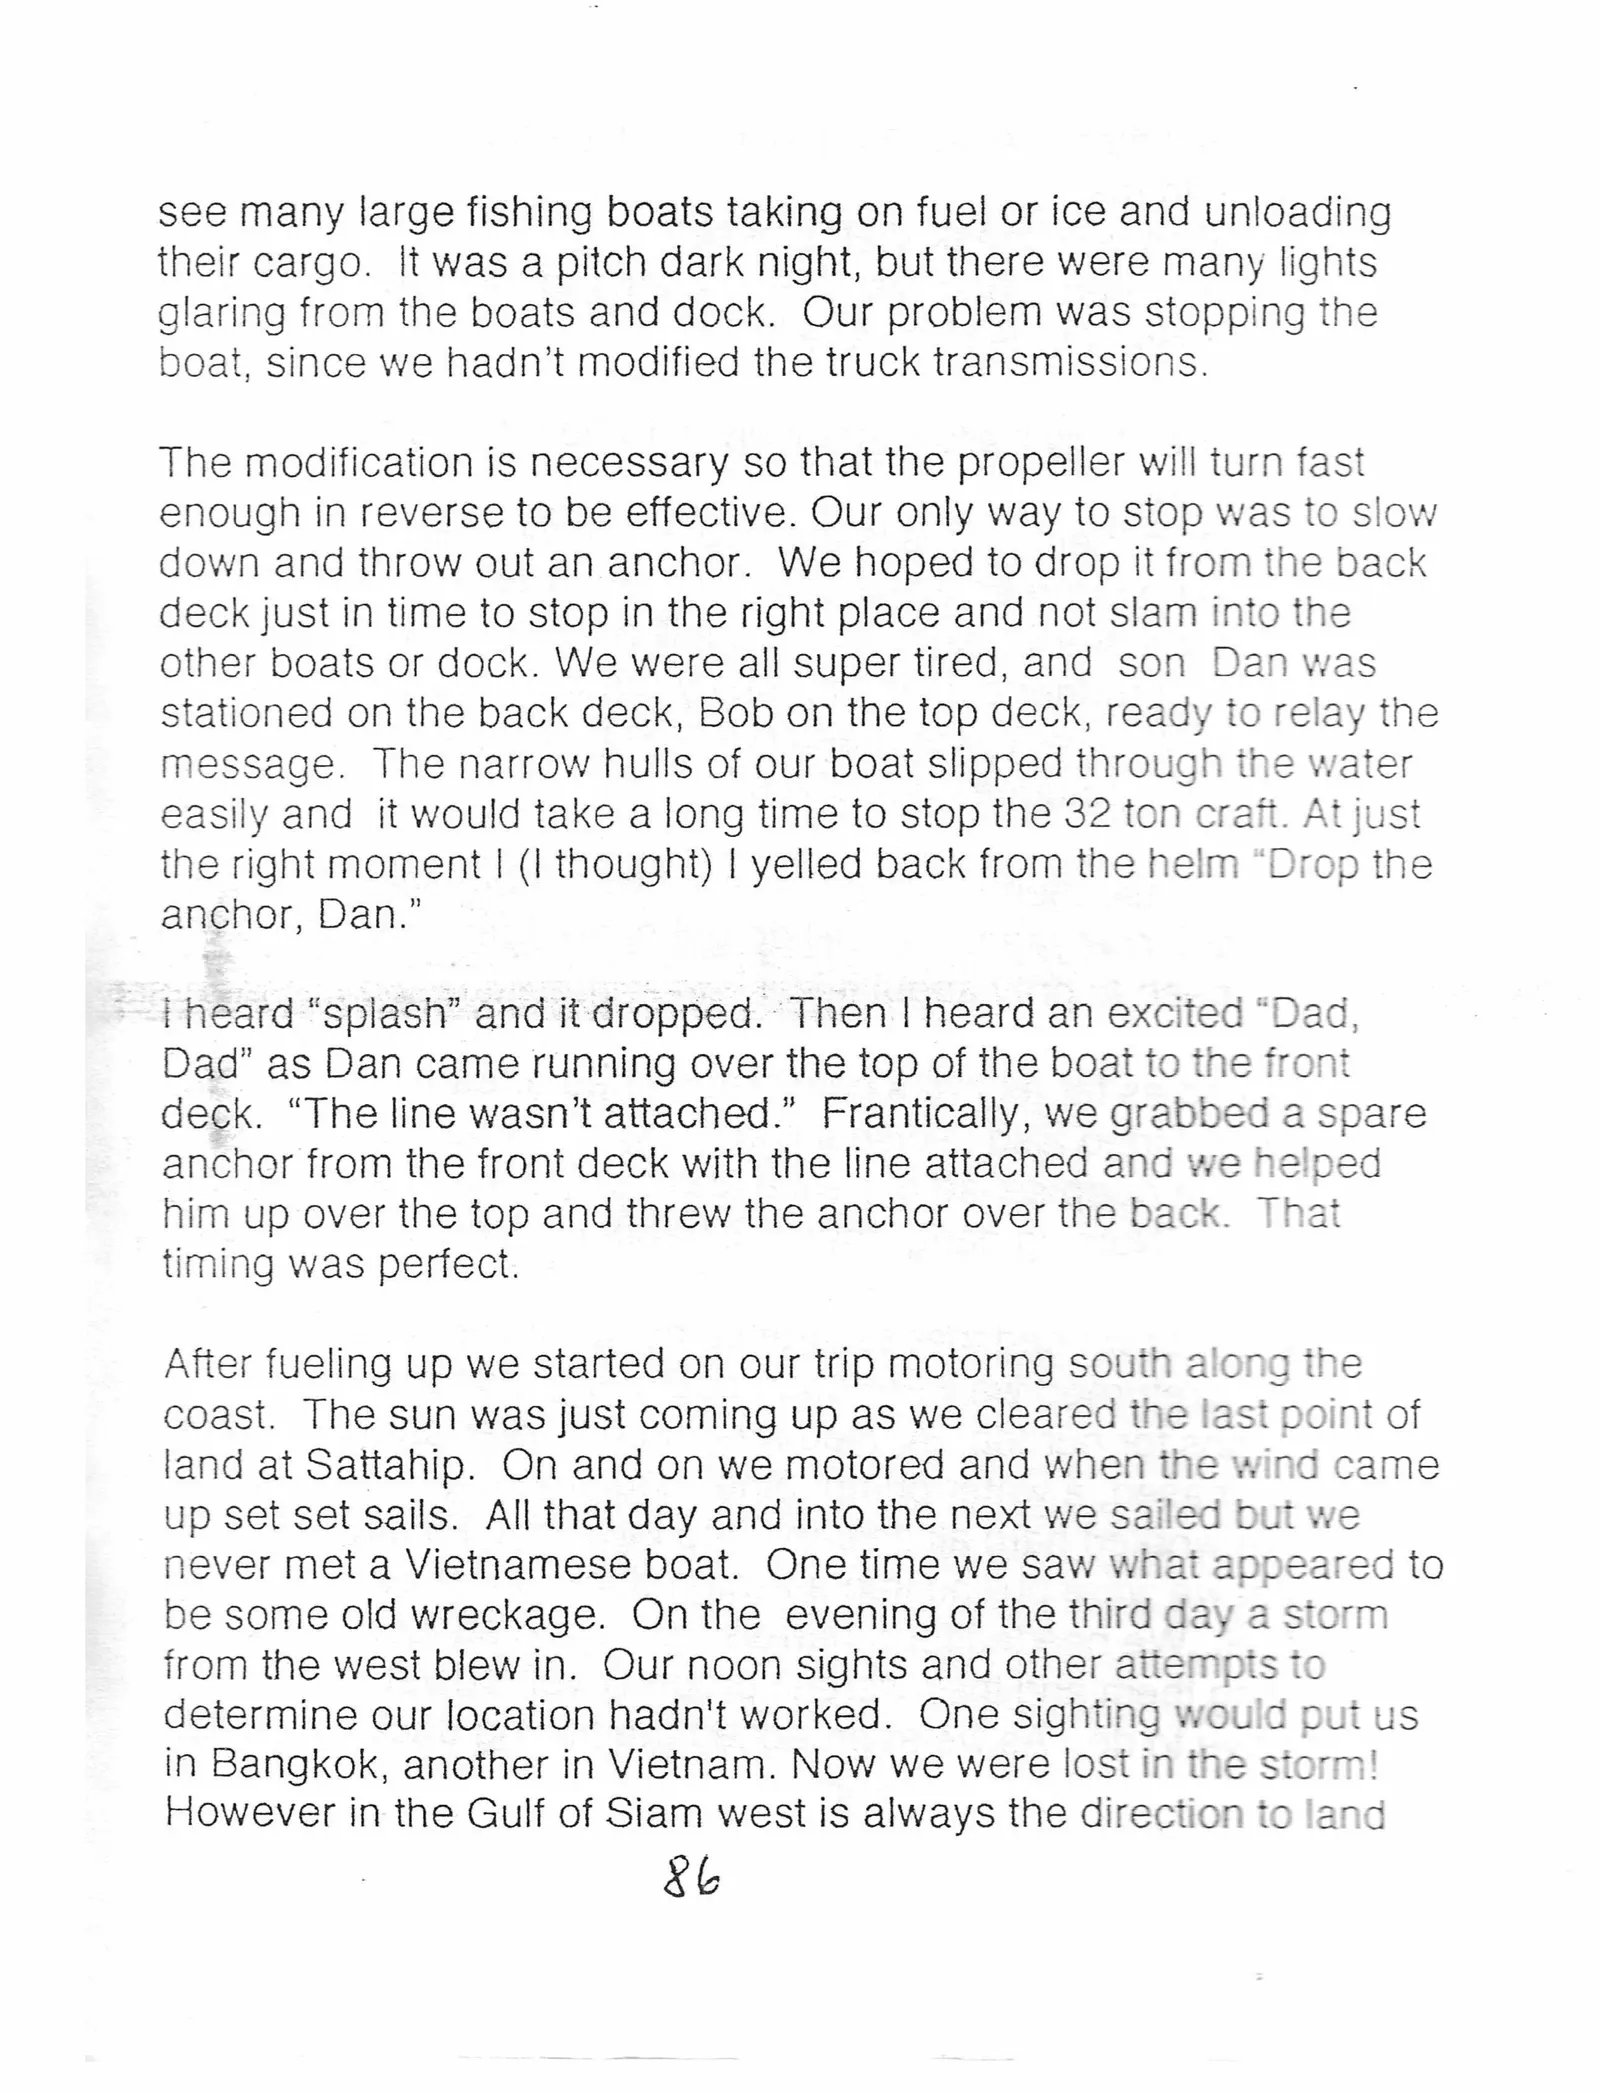 see many large fishing boats taking on fuel or ice and unloading
their cargo.  It was a pitch dark night, but there were many lights
glaring from the boats and dock.  Our problem was stopping the
boat, since we hadn't modified the truck transmissions.

The modification is necessary so that the propeller will turn fast
enough in reverse to be effective. Our only way to stop was to slow
down and throw out an anchor.  We hoped to drop it from the back
deck just in time to stop in the right place and not slam into the
other boats or dock. We were all super tired, and  son  Dan was
stationed on the back deck, Bob on the top deck, ready to relay the
message.  The narrow hulls of our boat slipped through the water
easily and  it would take a long time to stop the 32 ton craft. At just
the right moment I (I thought) I yelled back from the helm “Drop the
anchor, Dan.”

I heard “splash” and it dropped.  Then I heard an excited “Dad,
Dad” as Dan came running over the top of the boat to the front
deck.  “The line wasn't attached.”  Frantically, we grabbed a spare
anchor from the front deck with the line attached and we helped
him up over the top and threw the anchor over the back.  That
timing was perfect.

After fueling up we started on our trip motoring south along the
coast.  The sun was just coming up as we cleared the last point of
land at Sattahip.  On and on we motored and when the wind came
up set set sails.  All that day and into the next we sailed but we
never met a Vietnamese boat.  One time we saw what appeared to
be some old wreckage.  On the  evening of the third day a storm
from the west blew in.  Our noon sights and other attempts to
determine our location hadn't worked.  One sighting would put us
in Bangkok, another in Vietnam. Now we were lost in the storm!
However in the Gulf of Siam west is always the direction to land
86